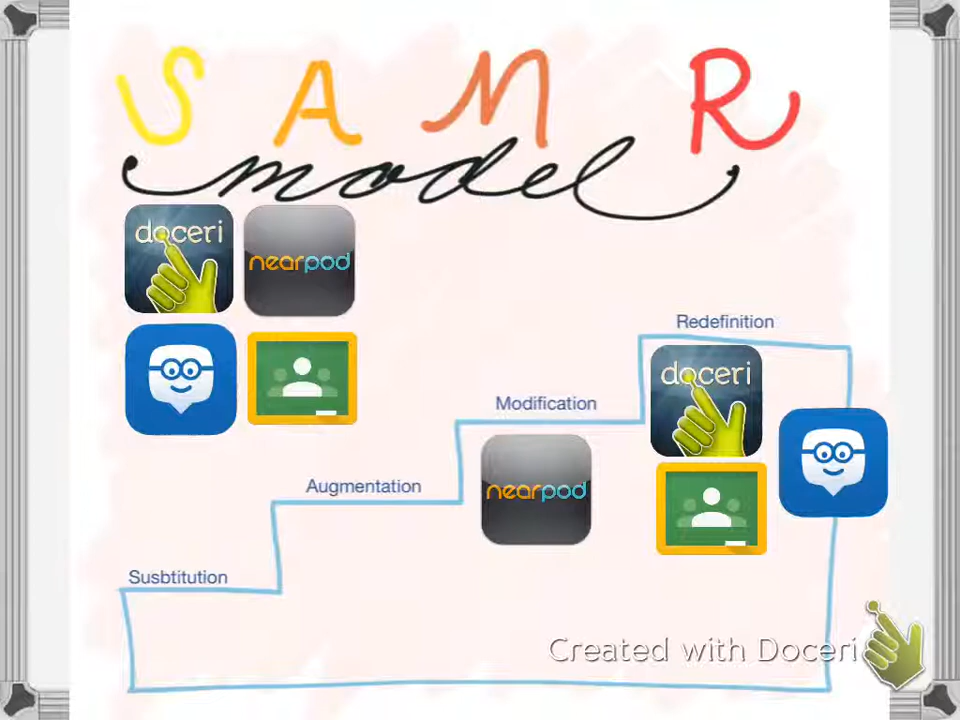 S A M R
model
doceri
nearpod
Redefinition
doceri
Modification
Augmentation
nearpod
Susbtitution
Created with Doceri